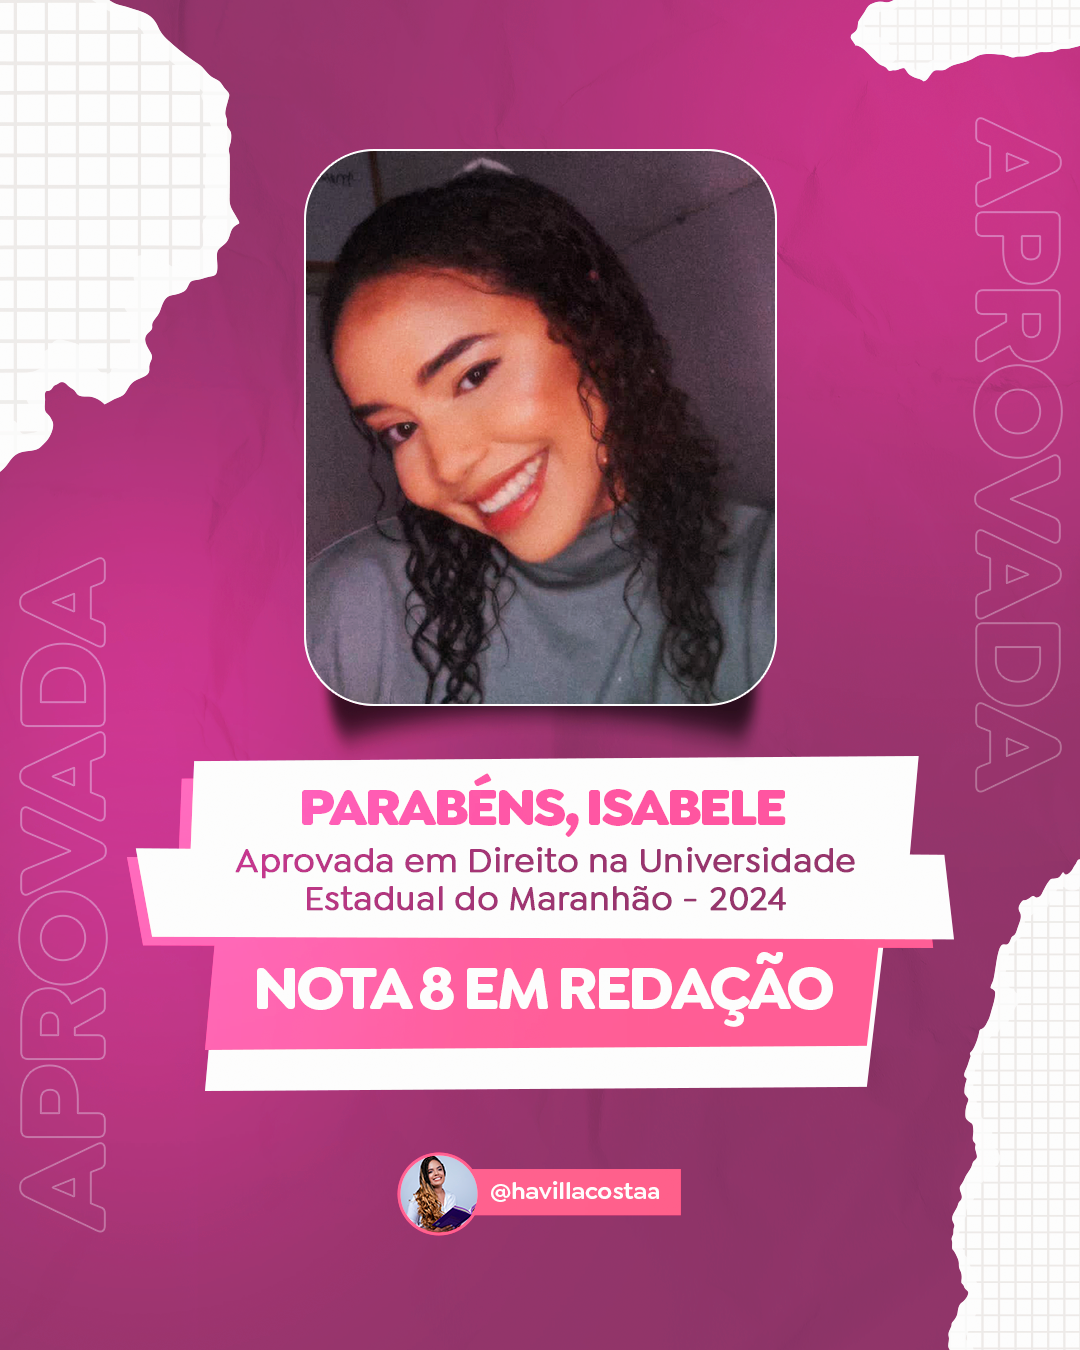 APROVADA
PARABÉNS, ISABELE
Aprovada em Direito na Universidade
Estadual do Maranhão - 2024
NOTA 8 EM REDAÇÃO
APROVADA
@havillacostaa